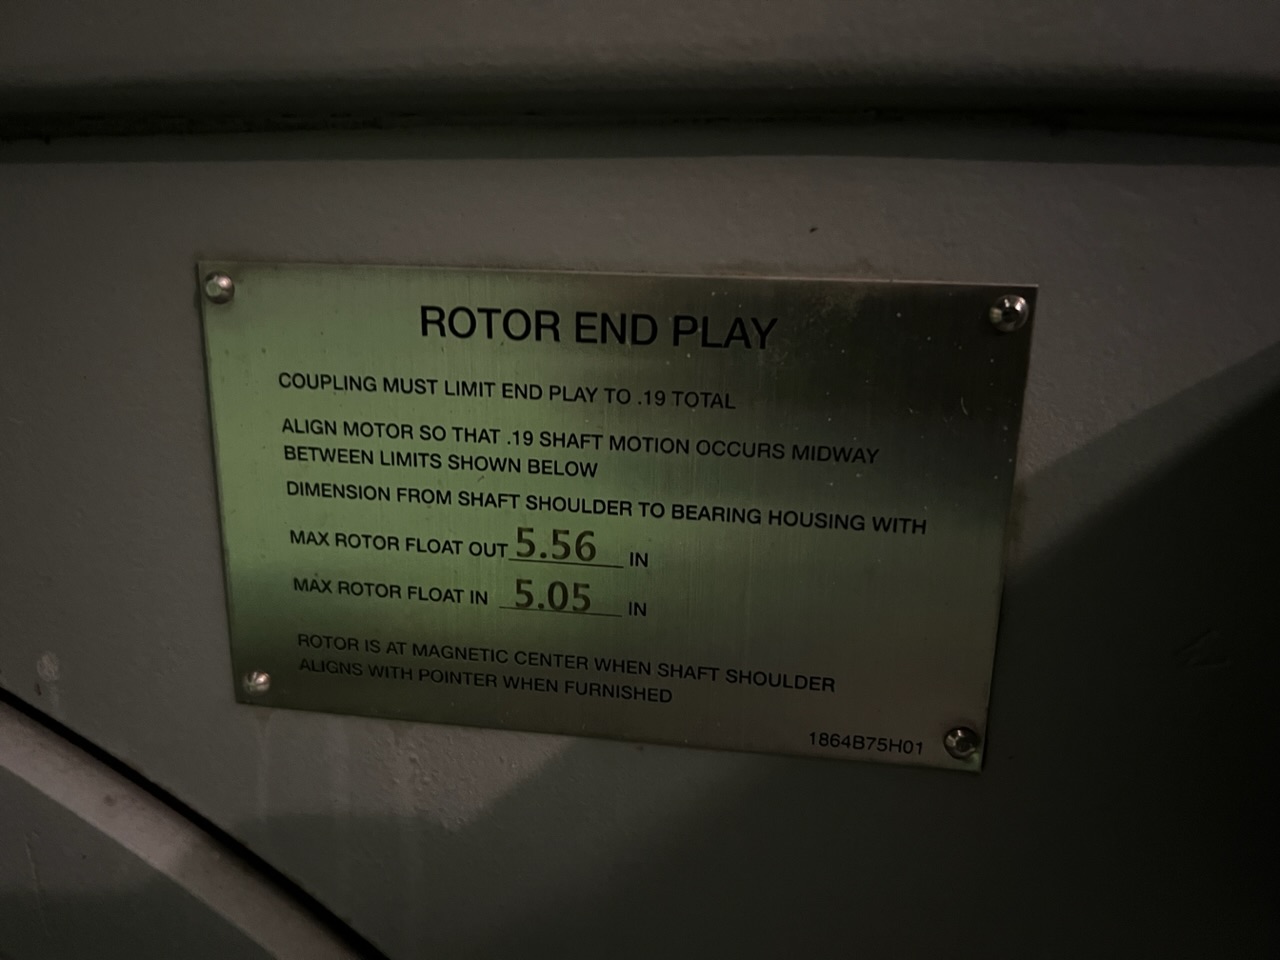 ROTOR END PLAY
COUPLING MUST LIMIT END PLAY TO .19 TOTAL
ALIGN MOTOR SO THAT .19 SHAFT MOTION OCCURS MIDWAY
BETWEEN LIMITS SHOWN BELOW
DIMENSION FROM SHAFT SHOULDER TO BEARING HOUSING WITH
MAX ROTOR FLOAT OUT 5.56 IN
MAX ROTOR FLOAT IN 5.05 IN
ROTOR IS AT MAGNETIC CENTER WHEN SHAFT SHOULDER
ALIGNS WITH POINTER WHEN FURNISHED
1864B75H01